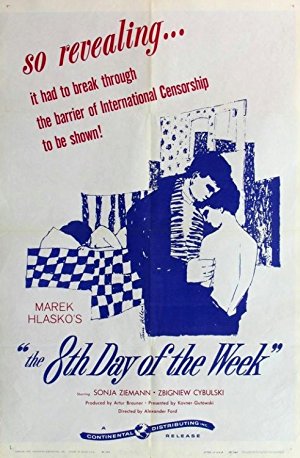 so revealing...
it had to break through
the barrier of International Censorship
to be shown!
MAREK
HLASKO'S
"the 8th Day of the Week"
starring SONJA ZIEMANN · ZBIGNIEW CYBULSKI
Produced by Artur Brauner · Presented by Kovner Gutowski
Directed by Alexander Ford
A
CONTINENTAL DISTRIBUTING INC.
RELEASE